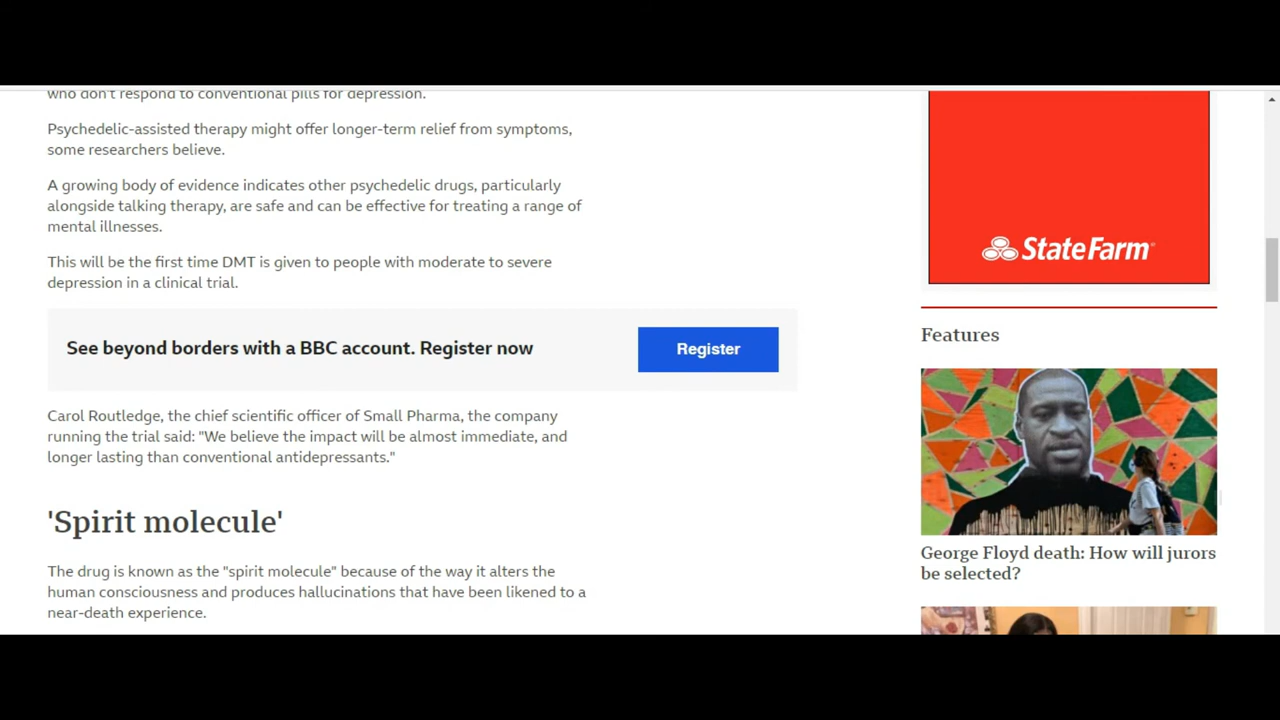 who don't respond to conventional pills for depression.
Psychedelic-assisted therapy might offer longer-term relief from symptoms,
some researchers believe.
A growing body of evidence indicates other psychedelic drugs, particularly
alongside talking therapy, are safe and can be effective for treating a range of
mental illnesses.
This will be the first time DMT is given to people with moderate to severe
depression in a clinical trial.
See beyond borders with a BBC account. Register now
Register
Carol Routledge, the chief scientific officer of Small Pharma, the company
running the trial said: "We believe the impact will be almost immediate, and
longer lasting than conventional antidepressants."
'Spirit molecule'
The drug is known as the "spirit molecule" because of the way it alters the
human consciousness and produces hallucinations that have been likened to a
near-death experience.
StateFarm®
Features
George Floyd death: How will jurors
be selected?